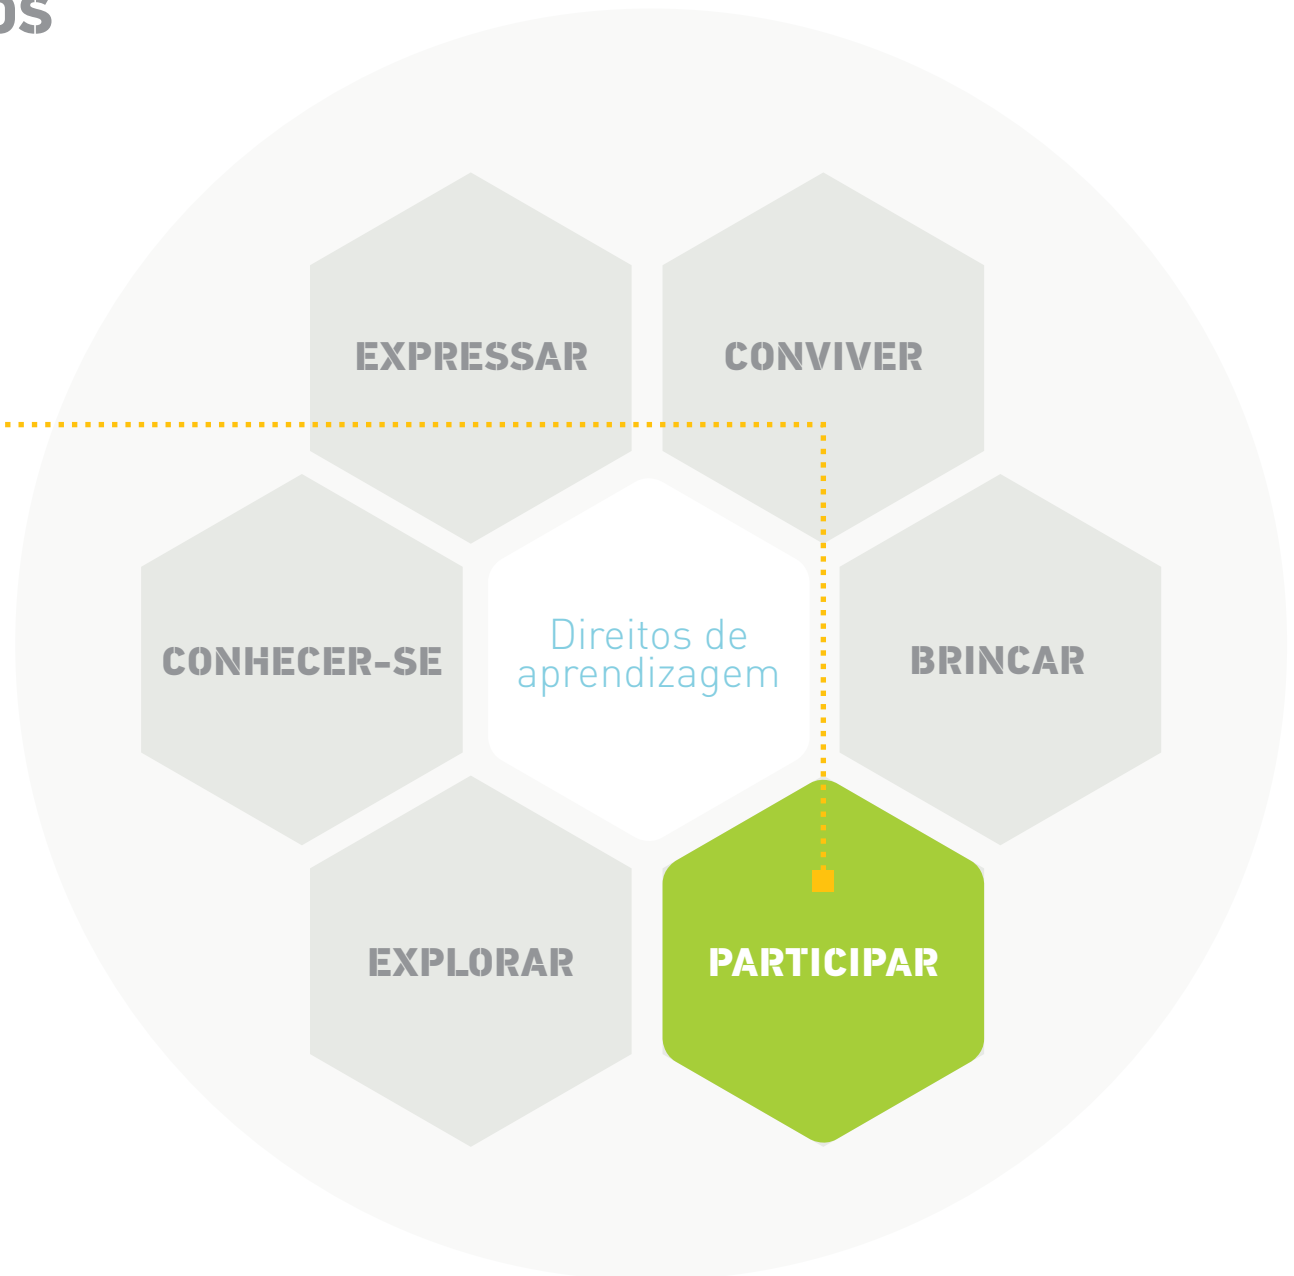 EXPRESSAR
CONVIVER
CONHECER-SE
Direitos de
aprendizagem
BRINCAR
EXPLORAR
PARTICIPAR